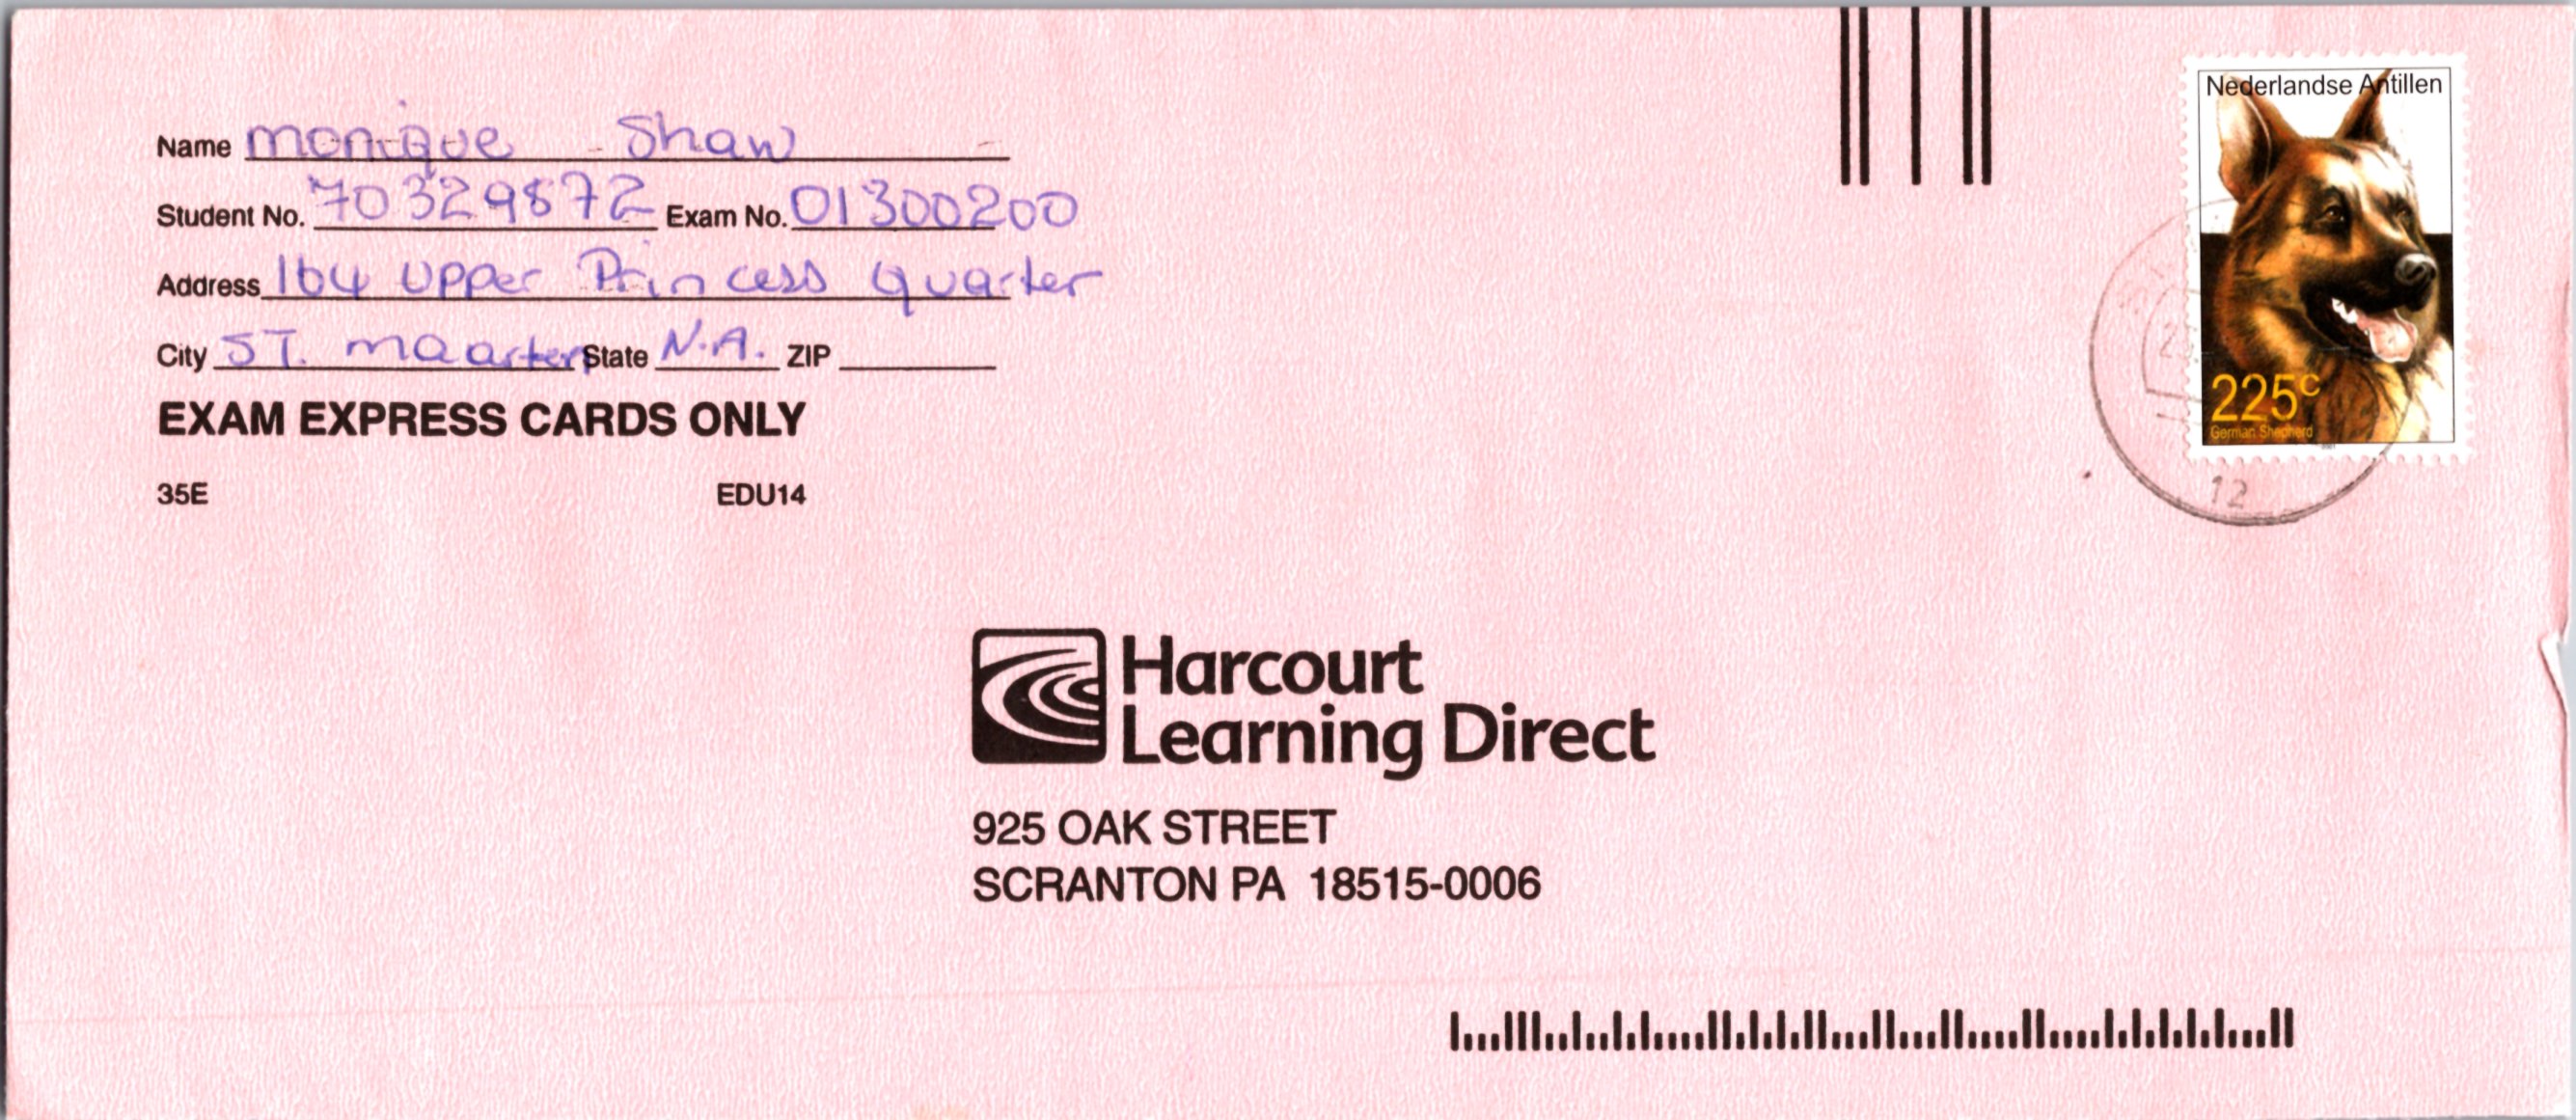 Name monique Shaw
Student No. 70329872 Exam No. 01300200
Address 164 Upper Princess Quarter
City ST. Maarten State N.A. ZIP
EXAM EXPRESS CARDS ONLY
35E EDU14
Nederlandse Antillen
225c
German Shepherd
12
Harcourt
Learning Direct
925 OAK STREET
SCRANTON PA 18515-0006